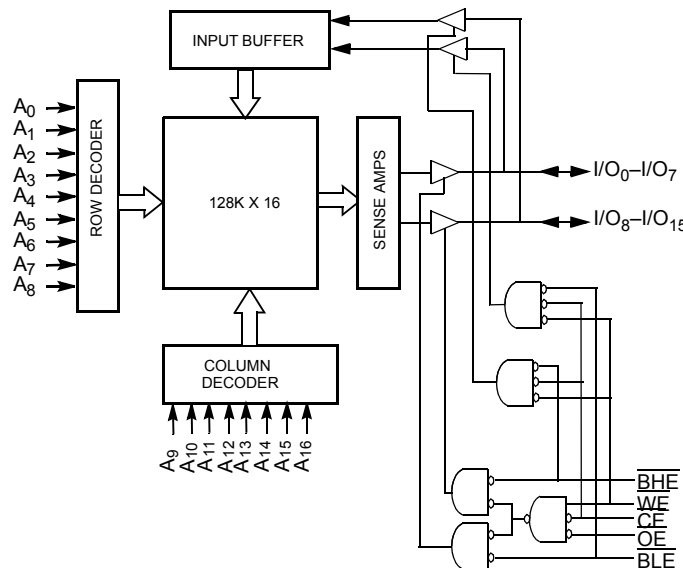 INPUT BUFFER
A0
A1
A2
A3
A4
A5
A6
A7
A8
ROW DECODER
128K X 16
SENSE AMPS
I/O0–I/O7
I/O8–I/O15
COLUMN
DECODER
A9
A10
A11
A12
A13
A14
A15
A16
BHE
WE
CE
OE
BLE